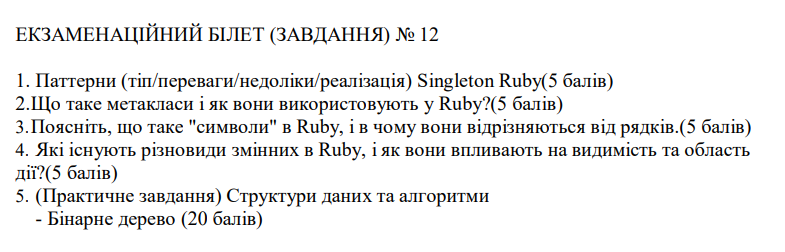 ЕКЗАМЕНАЦІЙНИЙ БІЛЕТ (ЗАВДАННЯ) № 12
1. Паттерни (тіп/переваги/недоліки/реалізація) Singleton Ruby(5 балів)
2.Що таке метакласи і як вони використовують у Ruby?(5 балів)
3.Поясніть, що таке "символи" в Ruby, і в чому вони відрізняються від рядків.(5 балів)
4. Які існують різновиди змінних в Ruby, і як вони впливають на видимість та область
дії?(5 балів)
5. (Практичне завдання) Структури даних та алгоритми
- Бінарне дерево (20 балів)